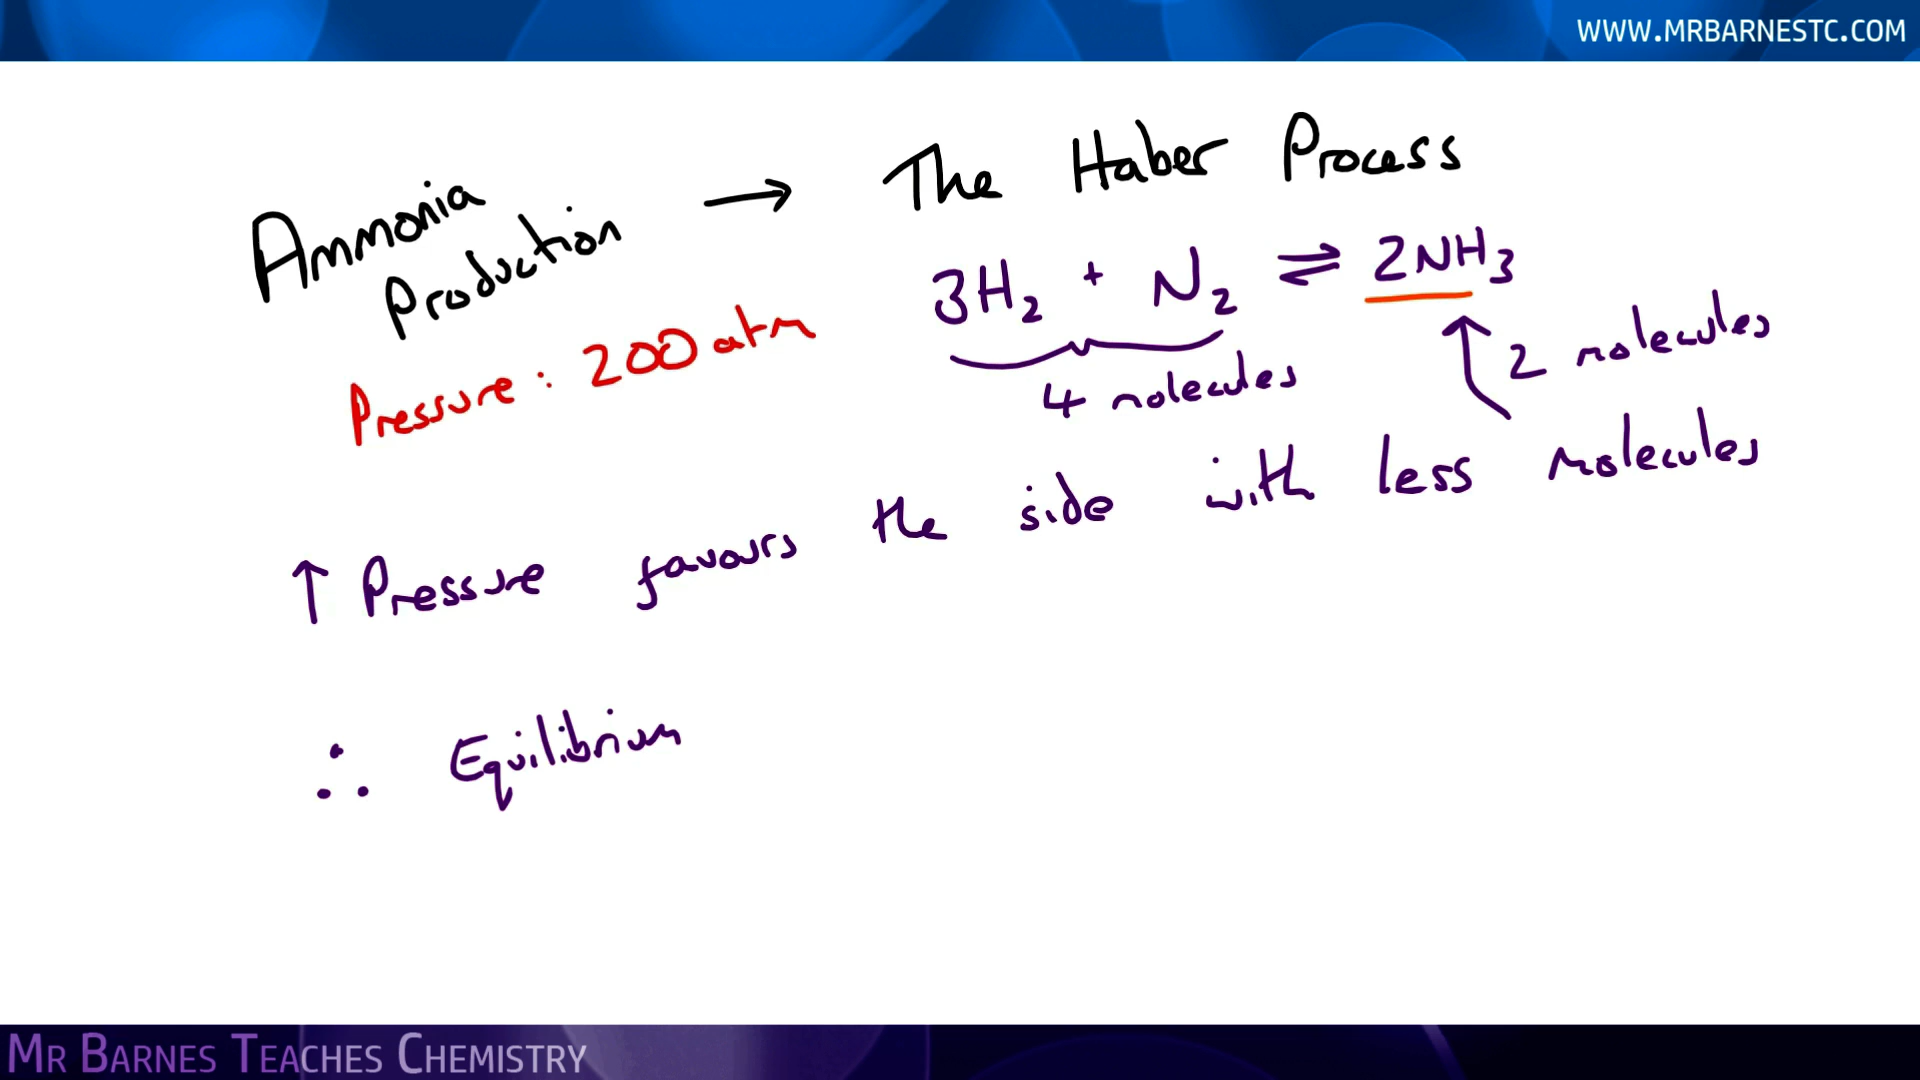 WWW.MRBARNESTC.COM
Ammonia Production → The Haber Process
Pressure: 200 atm
3H₂ + N₂ ⇌ 2NH₃
4 molecules
2 molecules
↑ Pressure favours the side with less molecules
∴ Equilibrium
MR BARNES TEACHES CHEMISTRY